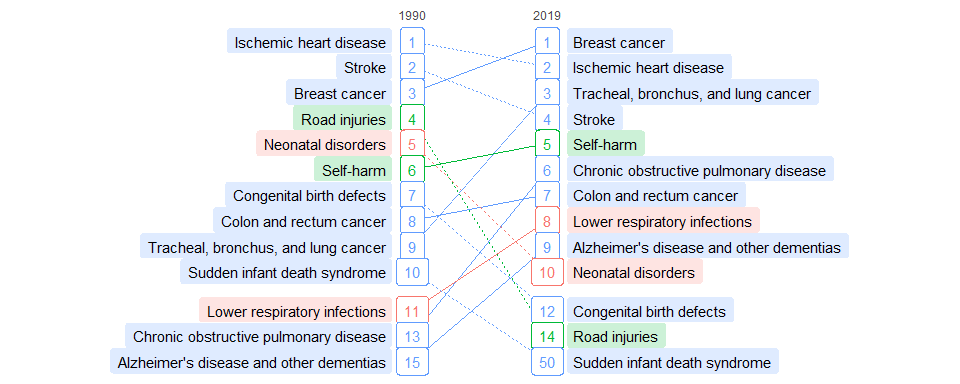 1990 2019
Ischemic heart disease 1 1 Breast cancer
Stroke 2 2 Ischemic heart disease
Breast cancer 3 3 Tracheal, bronchus, and lung cancer
Road injuries 4 4 Stroke
Neonatal disorders 5 5 Self-harm
Self-harm 6 6 Chronic obstructive pulmonary disease
Congenital birth defects 7 7 Colon and rectum cancer
Colon and rectum cancer 8 8 Lower respiratory infections
Tracheal, bronchus, and lung cancer 9 9 Alzheimer's disease and other dementias
Sudden infant death syndrome 10 10 Neonatal disorders
Lower respiratory infections 11 12 Congenital birth defects
Chronic obstructive pulmonary disease 13 14 Road injuries
Alzheimer's disease and other dementias 15 50 Sudden infant death syndrome